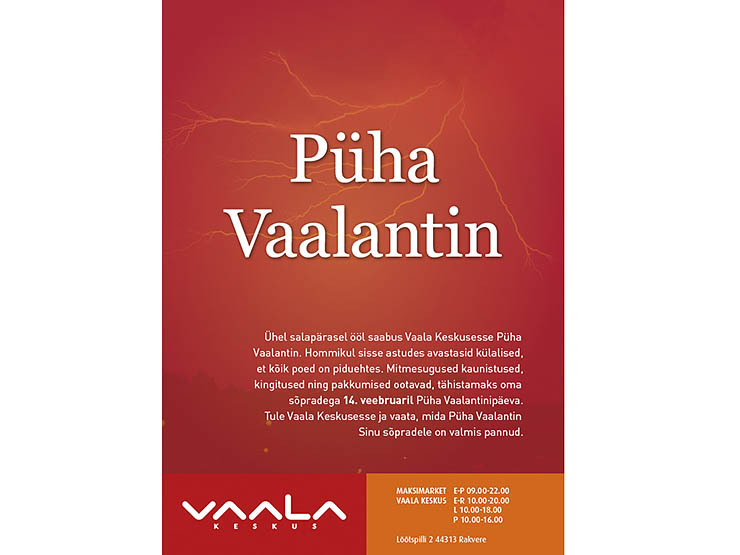 Püha
Vaalantin
Ühel salapärasel ööl saabus Vaala Keskusesse Püha
Vaalantin. Hommikul sisse astudes avastasid külalised,
et kõik poed on piduehtes. Mitmesugused kaunistused,
kingitused ning pakkumised ootavad, tähistamaks oma
sõpradega 14. veebruaril Püha Vaalantinipäeva.
Tule Vaala Keskusesse ja vaata, mida Püha Vaalantin
Sinu sõpradele on valmis pannud.
VAALA
KESKUS
MAKSIMARKET E-P 09.00-22.00
VAALA KESKUS E-R 10.00-20.00
L 10.00-18.00
P 10.00-16.00
Lõõtspilli 2 44313 Rakvere